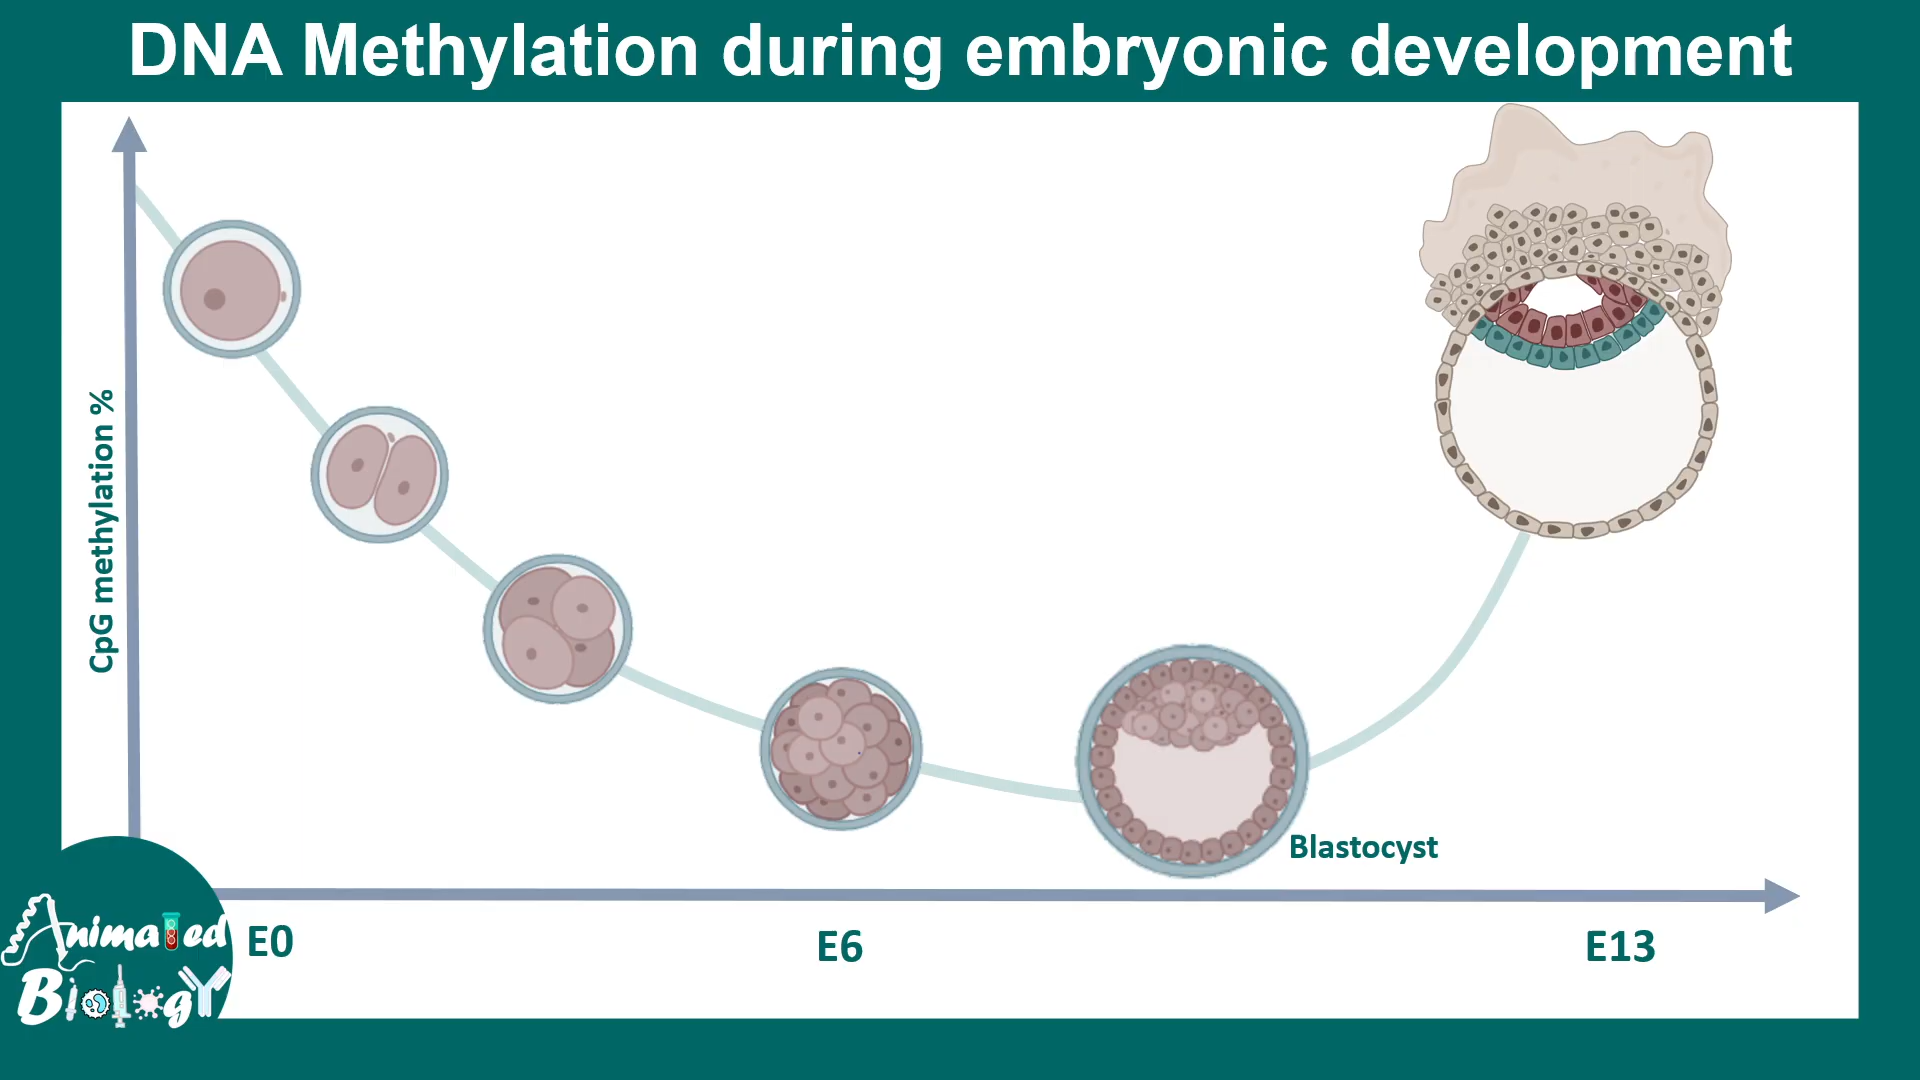 DNA Methylation during embryonic development
CpG methylation %
Blastocyst
E0
E6
E13
Animated
Biology